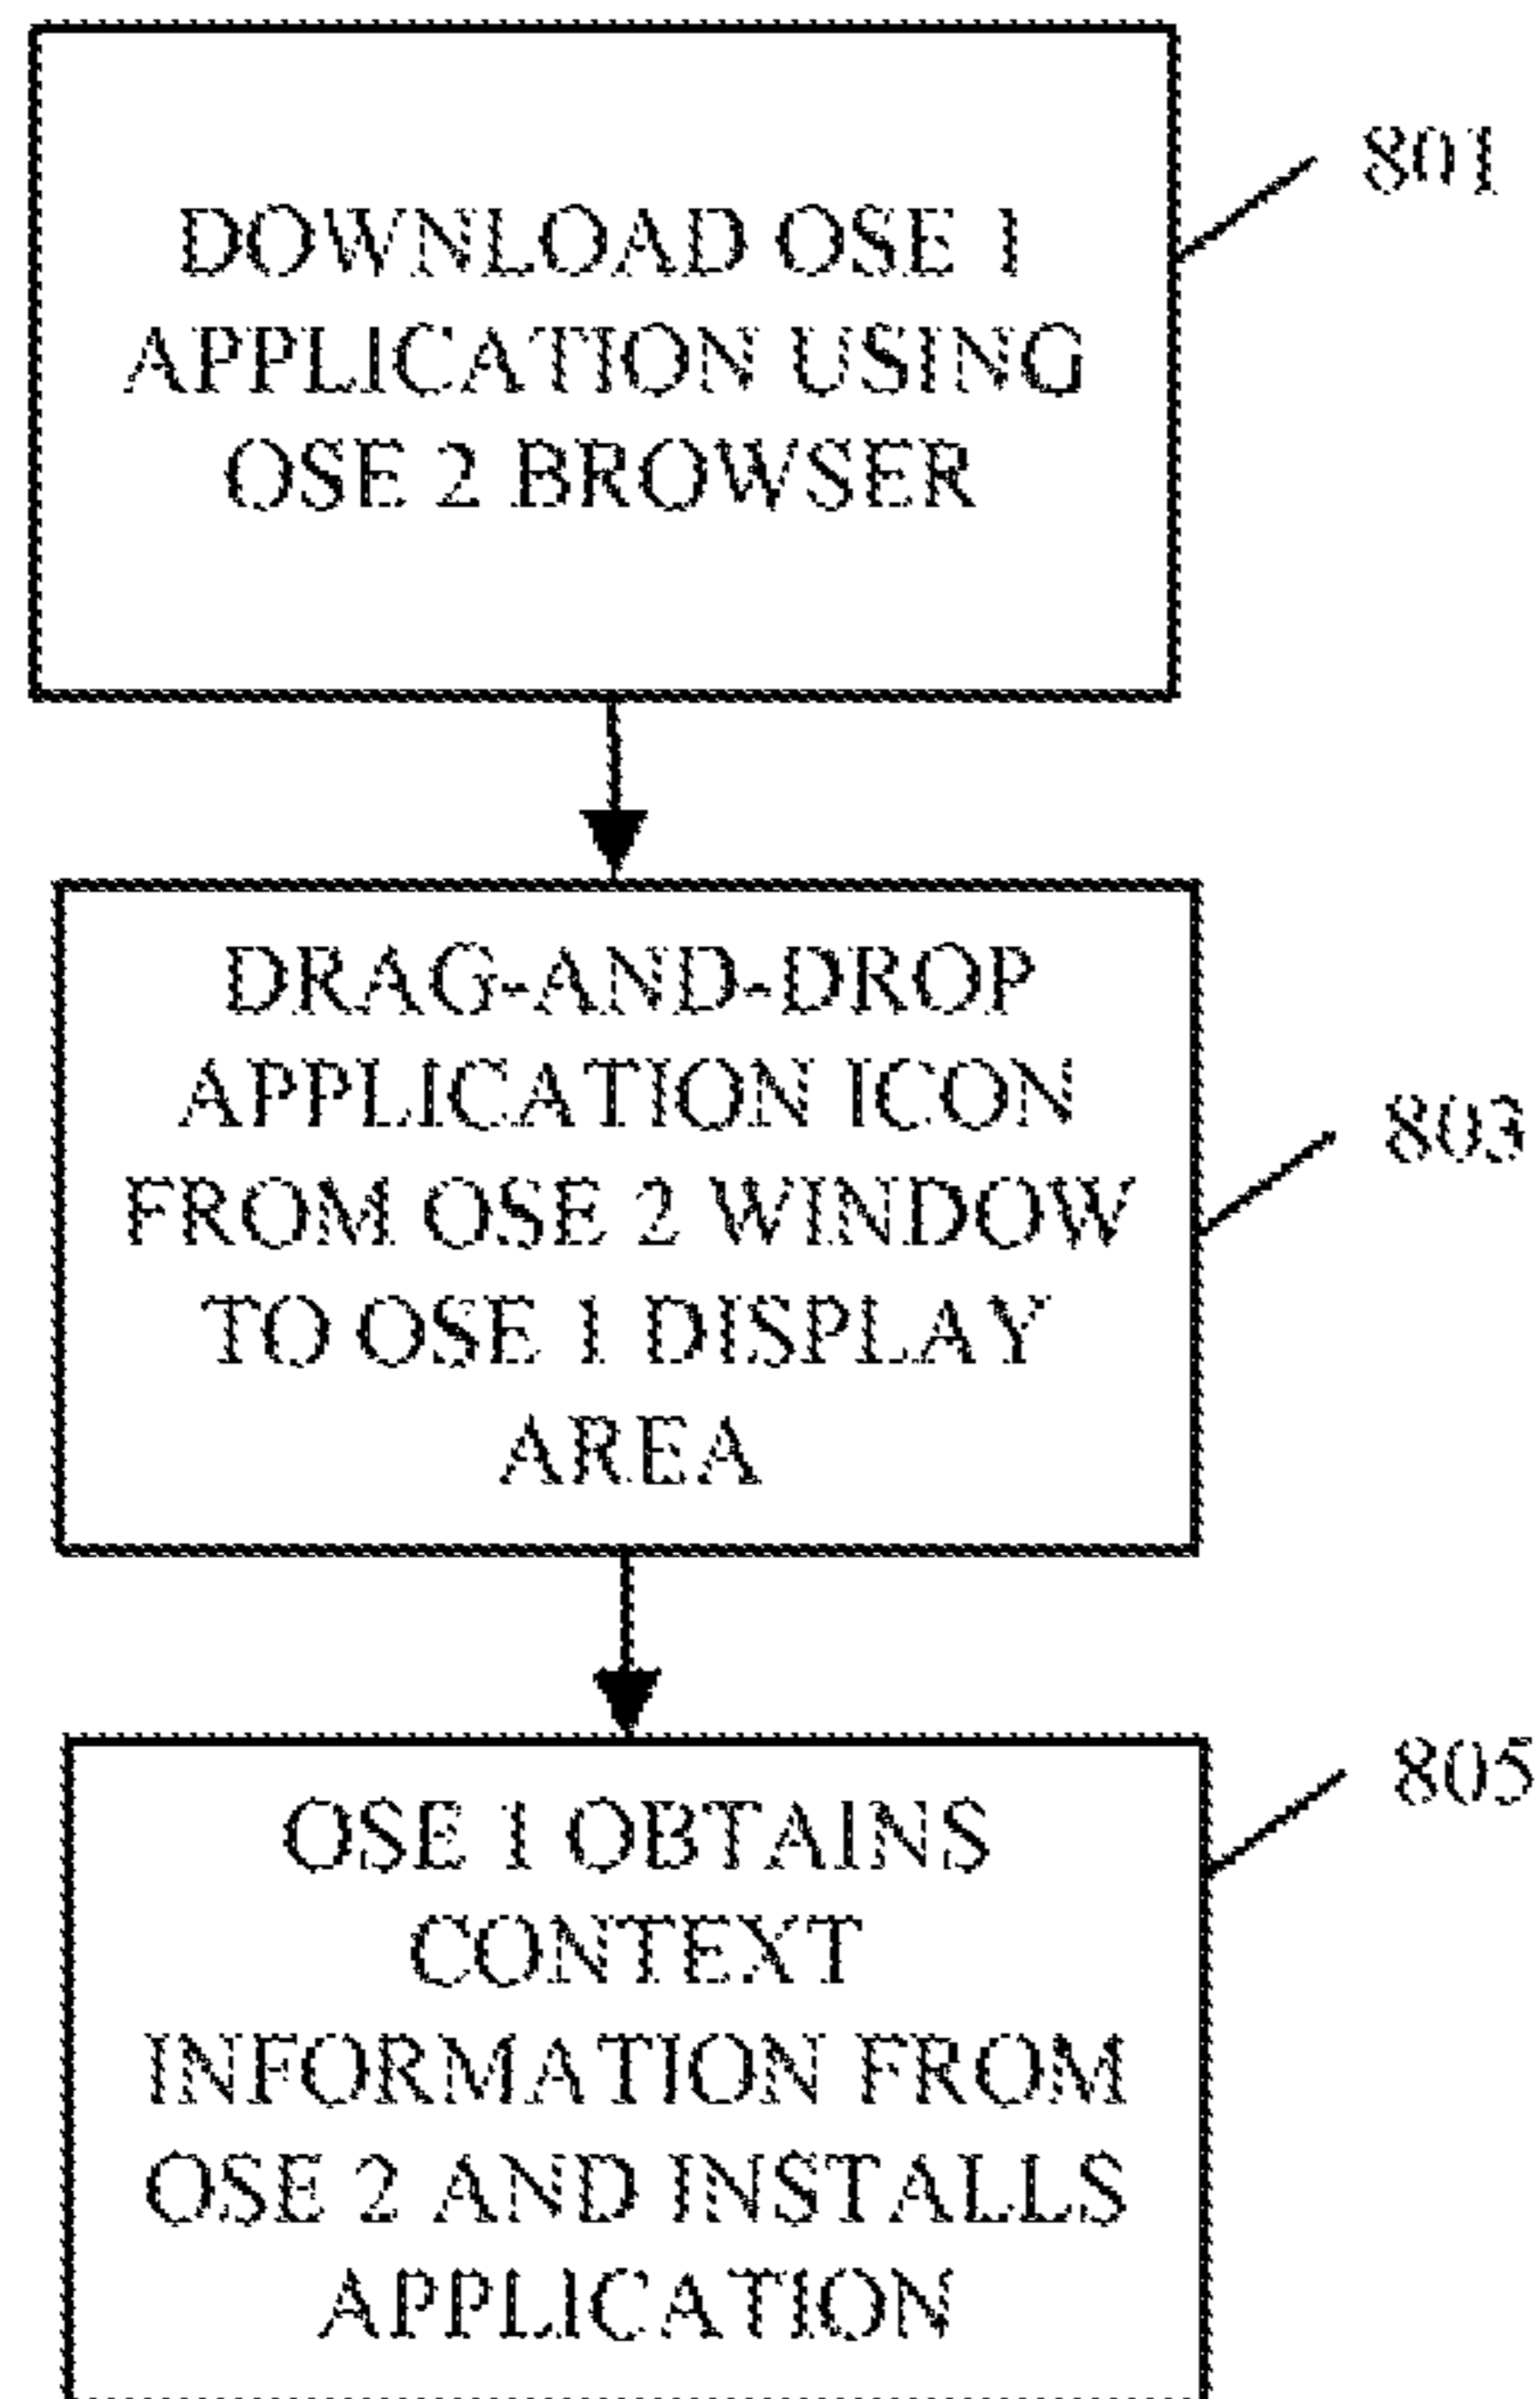 DOWNLOAD OSE 1
APPLICATION USING
OSE 2 BROWSER
801
DRAG-AND-DROP
APPLICATION ICON
FROM OSE 2 WINDOW
TO OSE 1 DISPLAY
AREA
803
OSE 1 OBTAINS
CONTEXT
INFORMATION FROM
OSE 2 AND INSTALLS
APPLICATION
805